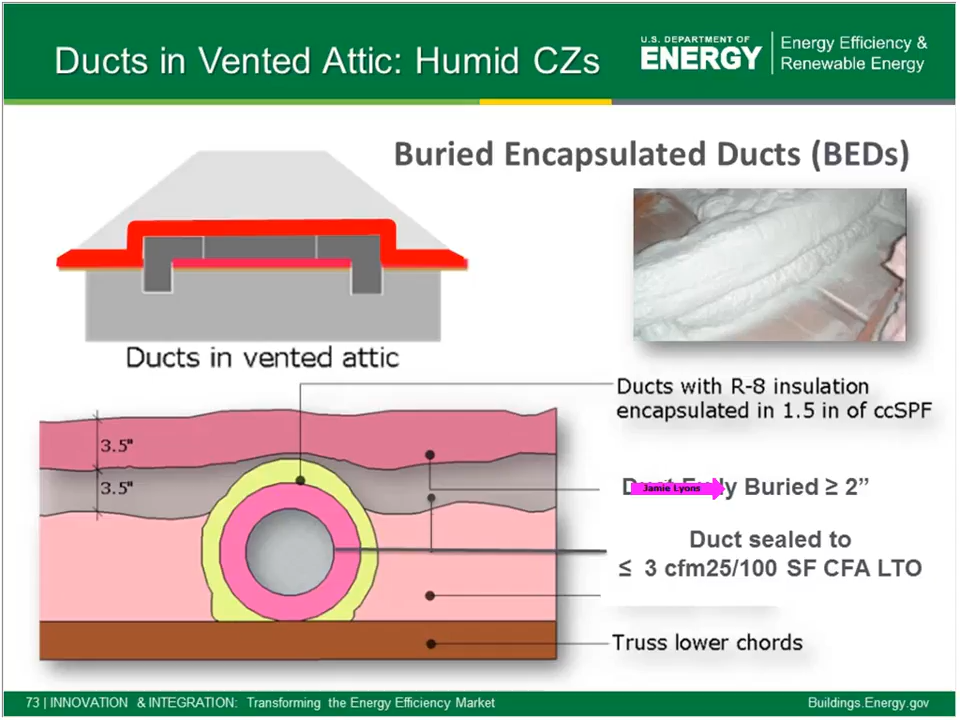 Ducts in Vented Attic: Humid CZs
U.S. DEPARTMENT OF
ENERGY
Energy Efficiency &
Renewable Energy
Buried Encapsulated Ducts (BEDs)
Ducts in vented attic
Ducts with R-8 insulation
encapsulated in 1.5 in of ccSPF
3.5"
3.5"
Jamie Lyons
Buried ≥ 2”
Duct sealed to
≤ 3 cfm25/100 SF CFA LTO
Truss lower chords
73 | INNOVATION & INTEGRATION: Transforming the Energy Efficiency Market
Buildings.Energy.gov